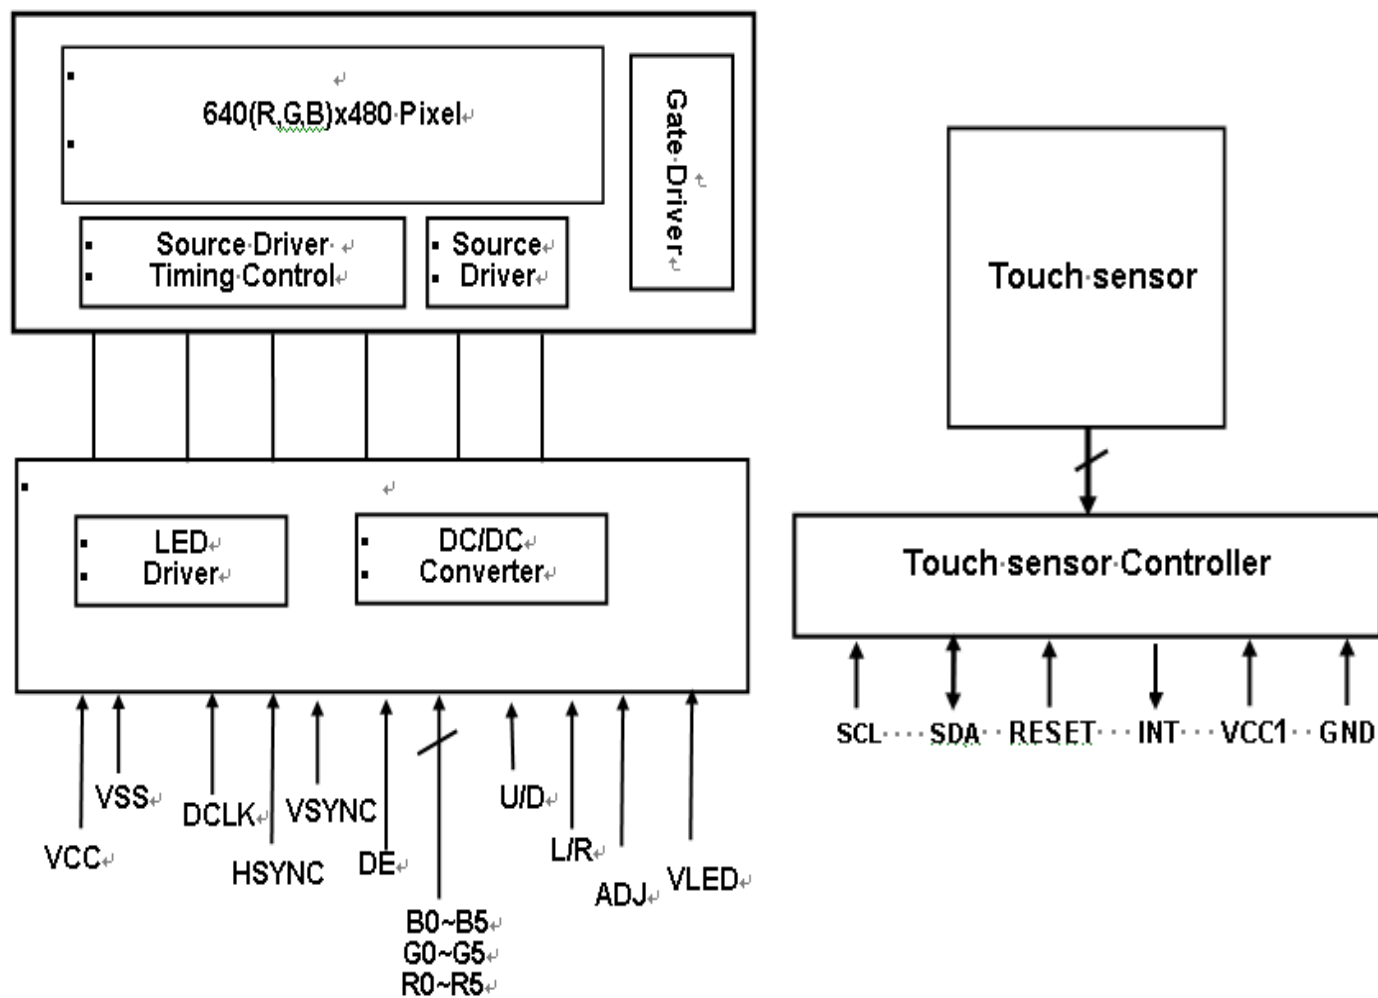 640(R,G,B)x480 Pixel
Gate Driver
Source Driver
Timing Control
Source
Driver
Touch sensor
LED
Driver
DC/DC
Converter
Touch sensor Controller
SCL SDA RESET INT VCC1 GND
VSS
DCLK
VSYNC
U/D
VCC
HSYNC
DE
L/R
ADJ
VLED
B0~B5
G0~G5
R0~R5